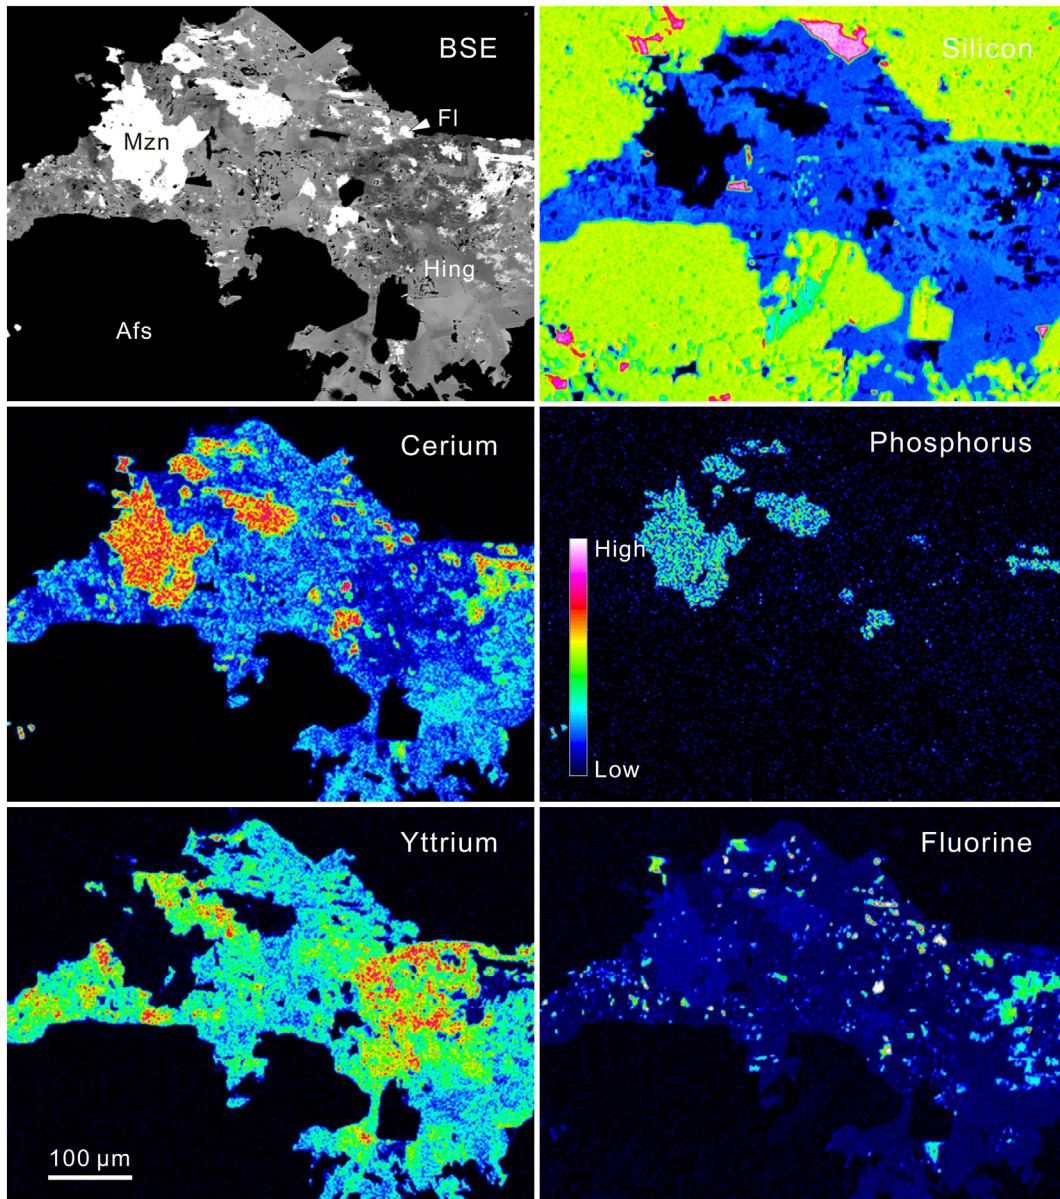 BSE
Mzn
Fl
Hing
Afs
Silicon
Cerium
Phosphorus
High
Low
Yttrium
100 µm
Fluorine